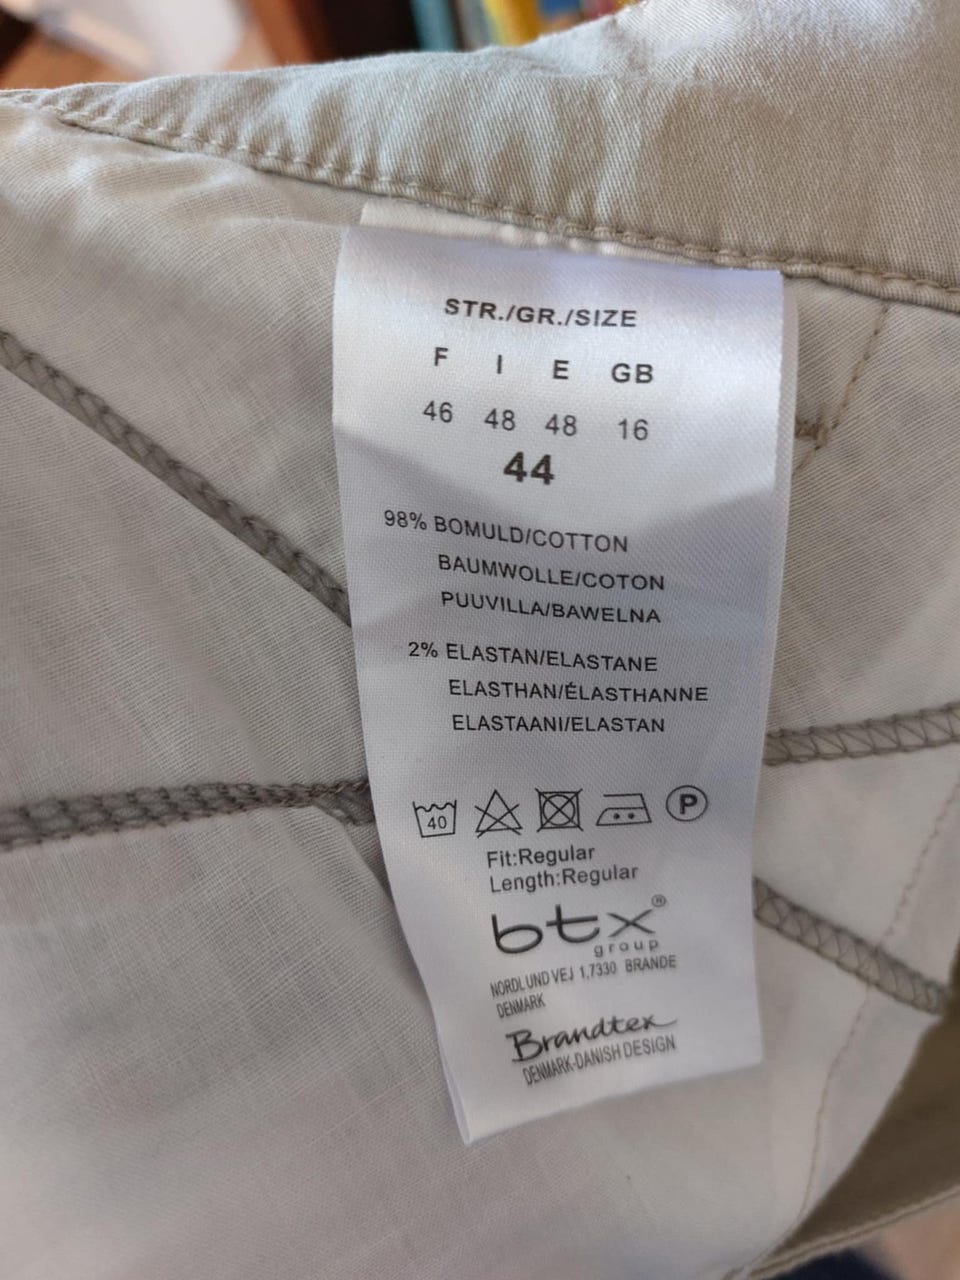 STR./GR./SIZE
F I E GB
46 48 48 16
44
98% BOMULD/COTTON
BAUMWOLLE/COTON
PUUVILLA/BAWELNA
2% ELASTAN/ELASTANE
ELASTHAN/ÉLASTHANNE
ELASTAANI/ELASTAN
40 P
Fit:Regular
Length:Regular
btx®
group
NORDLUNDVEJ 1,7330 BRANDE
DENMARK
Brandtex
DENMARK-DANISH DESIGN